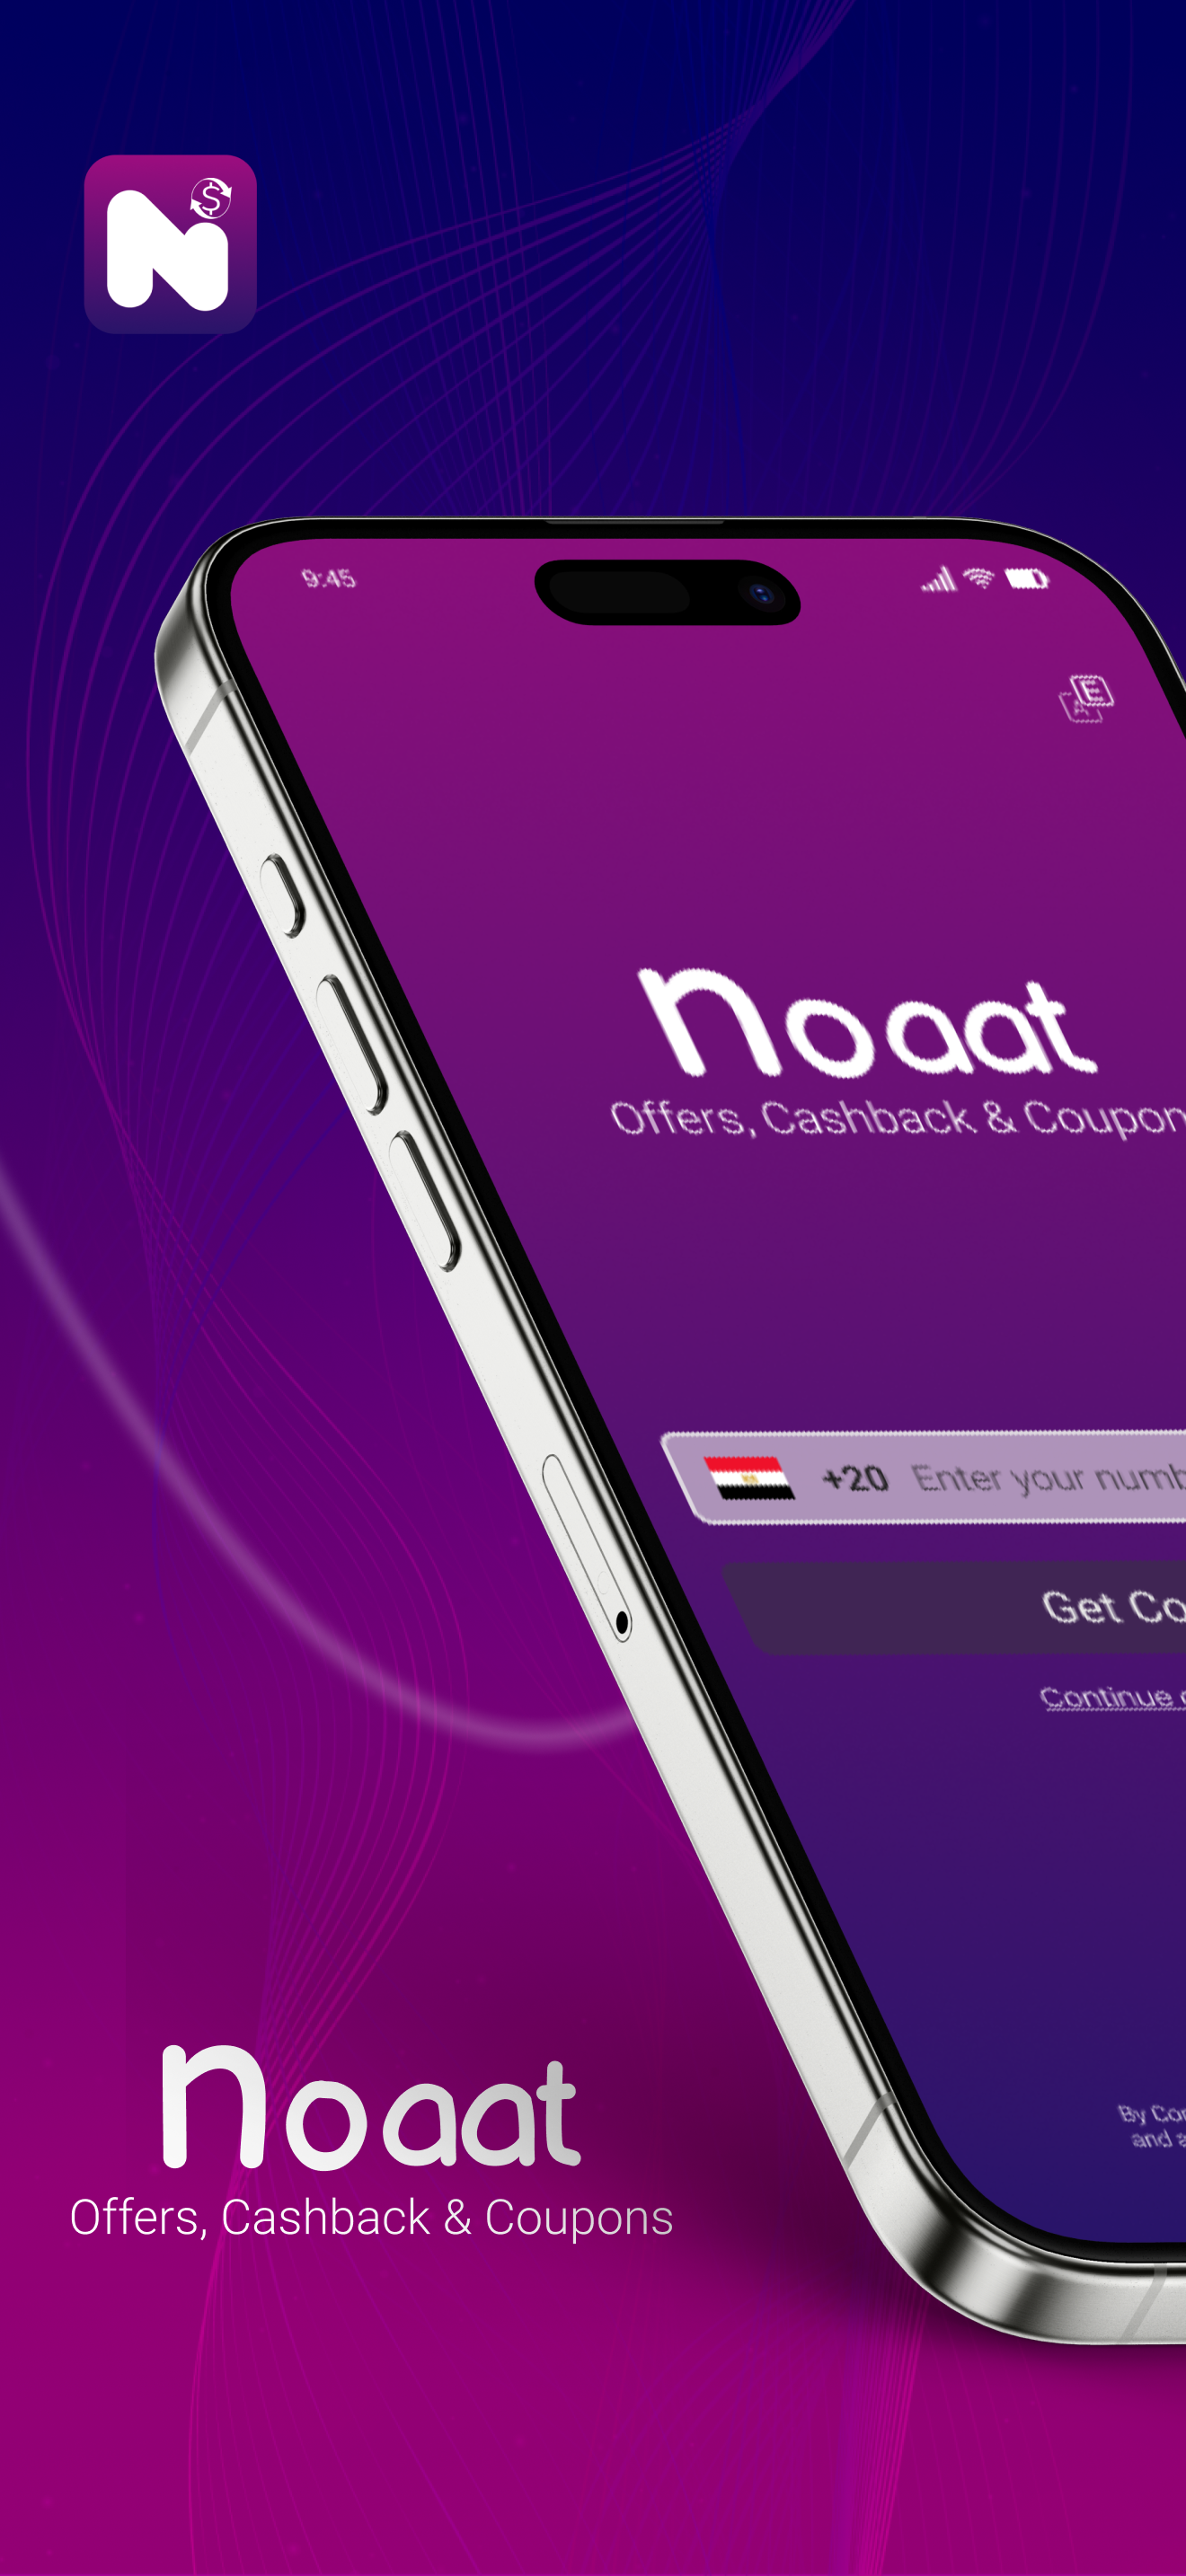 N $
9:45
E
A
noaat
Offers, Cashback & Coupon
+20 Enter your numb
Get Co
Continue
By Con
and a
noaat
Offers, Cashback & Coupons